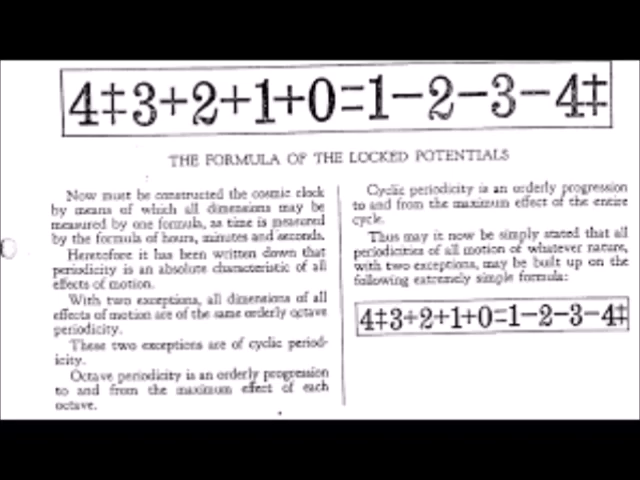 4‡3+2+1+0=1−2−3−4‡
THE FORMULA OF THE LOCKED POTENTIALS
Now must be constructed the cosmic clock
by means of which all dimensions may be
measured by one formula, as time is measured
by the formula of hours, minutes and seconds.
Heretofore it has been written down that
periodicity is an absolute characteristic of all
effects of motion.
With two exceptions, all dimensions of all
effects of motion are of the same orderly octave
periodicity.
These two exceptions are of cyclic period-
icity.
Octave periodicity is an orderly progression
to and from the maximum effect of each
octave.
Cyclic periodicity is an orderly progression
to and from the maximum effect of the entire
cycle.
Thus may it now be simply stated that all
periodicities of all motion of whatever nature,
with two exceptions, may be built up on the
following extremely simple formula:
4‡3+2+1+0=1−2−3−4‡